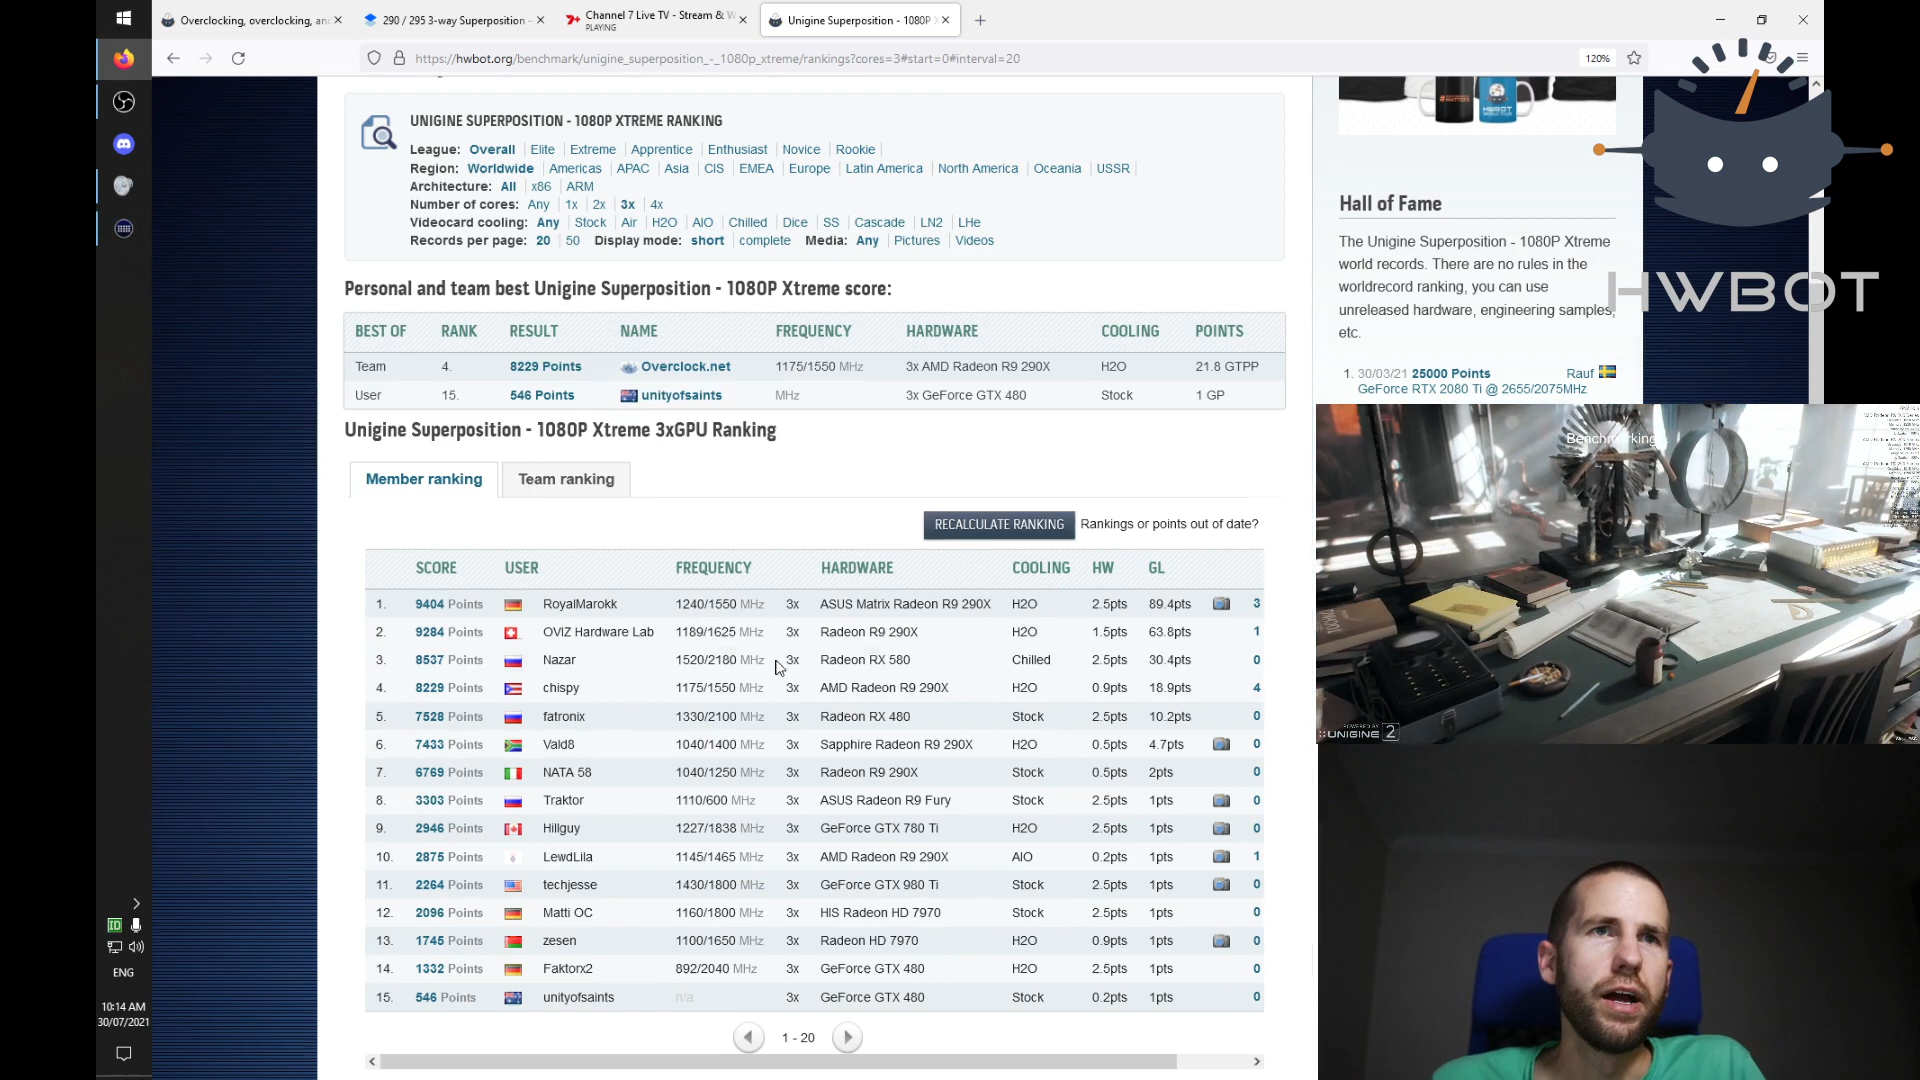 Overclocking, overclocking, an
290 / 295 3-way Superposition -
Channel 7 Live TV - Stream & W
PLAYING
Unigine Superposition - 1080P
https://hwbot.org/benchmark/unigine_superposition_-_1080p_xtreme/rankings?cores=3#start=0#interval=20
120%
UNIGINE SUPERPOSITION - 1080P XTREME RANKING
League: Overall Elite Extreme Apprentice Enthusiast Novice Rookie
Region: Worldwide Americas APAC Asia CIS EMEA Europe Latin America North America Oceania USSR
Architecture: All x86 ARM
Number of cores: Any 1x 2x 3x 4x
Videocard cooling: Any Stock Air H2O AIO Chilled Dice SS Cascade LN2 LHe
Records per page: 20 50 Display mode: short complete Media: Any Pictures Videos
Personal and team best Unigine Superposition - 1080P Xtreme score:
BEST OF RANK RESULT NAME FREQUENCY HARDWARE COOLING POINTS
Team 4. 8229 Points Overclock.net 1175/1550 MHz 3x AMD Radeon R9 290X H2O 21.8 GTPP
User 15. 546 Points unityofsaints MHz 3x GeForce GTX 480 Stock 1 GP
Unigine Superposition - 1080P Xtreme 3xGPU Ranking
Member ranking Team ranking
RECALCULATE RANKING Rankings or points out of date?
SCORE USER FREQUENCY HARDWARE COOLING HW GL
1. 9404 Points RoyalMarokk 1240/1550 MHz 3x ASUS Matrix Radeon R9 290X H2O 2.5pts 89.4pts 3
2. 9284 Points OVIZ Hardware Lab 1189/1625 MHz 3x Radeon R9 290X H2O 1.5pts 63.8pts 1
3. 8537 Points Nazar 1520/2180 MHz 3x Radeon RX 580 Chilled 2.5pts 30.4pts 0
4. 8229 Points chispy 1175/1550 MHz 3x AMD Radeon R9 290X H2O 0.9pts 18.9pts 4
5. 7528 Points fatronix 1330/2100 MHz 3x Radeon RX 480 Stock 2.5pts 10.2pts 0
6. 7433 Points Vald8 1040/1400 MHz 3x Sapphire Radeon R9 290X H2O 0.5pts 4.7pts 0
7. 6769 Points NATA 58 1040/1250 MHz 3x Radeon R9 290X Stock 0.5pts 2pts 0
8. 3303 Points Traktor 1110/600 MHz 3x ASUS Radeon R9 Fury Stock 2.5pts 1pts 0
9. 2946 Points Hillguy 1227/1838 MHz 3x GeForce GTX 780 Ti H2O 2.5pts 1pts 0
10. 2875 Points LewdLila 1145/1465 MHz 3x AMD Radeon R9 290X AIO 0.2pts 1pts 1
11. 2264 Points techjesse 1430/1800 MHz 3x GeForce GTX 980 Ti Stock 2.5pts 1pts 0
12. 2096 Points Matti OC 1160/1800 MHz 3x HIS Radeon HD 7970 Stock 2.5pts 1pts 0
13. 1745 Points zesen 1100/1650 MHz 3x Radeon HD 7970 H2O 0.9pts 1pts 0
14. 1332 Points Faktorx2 892/2040 MHz 3x GeForce GTX 480 H2O 2.5pts 1pts 0
15. 546 Points unityofsaints n/a 3x GeForce GTX 480 Stock 0.2pts 1pts 0
1 - 20
Hall of Fame
The Unigine Superposition - 1080P Xtreme
world records. There are no rules in the
worldrecord ranking, you can use
unreleased hardware, engineering samples,
etc.
1. 30/03/21 25000 Points Rauf
GeForce RTX 2080 Ti @ 2655/2075MHz
HWBOT
Benchmarking
POWERED BY
UNIGINE 2
ID
ENG
10:14 AM
30/07/2021